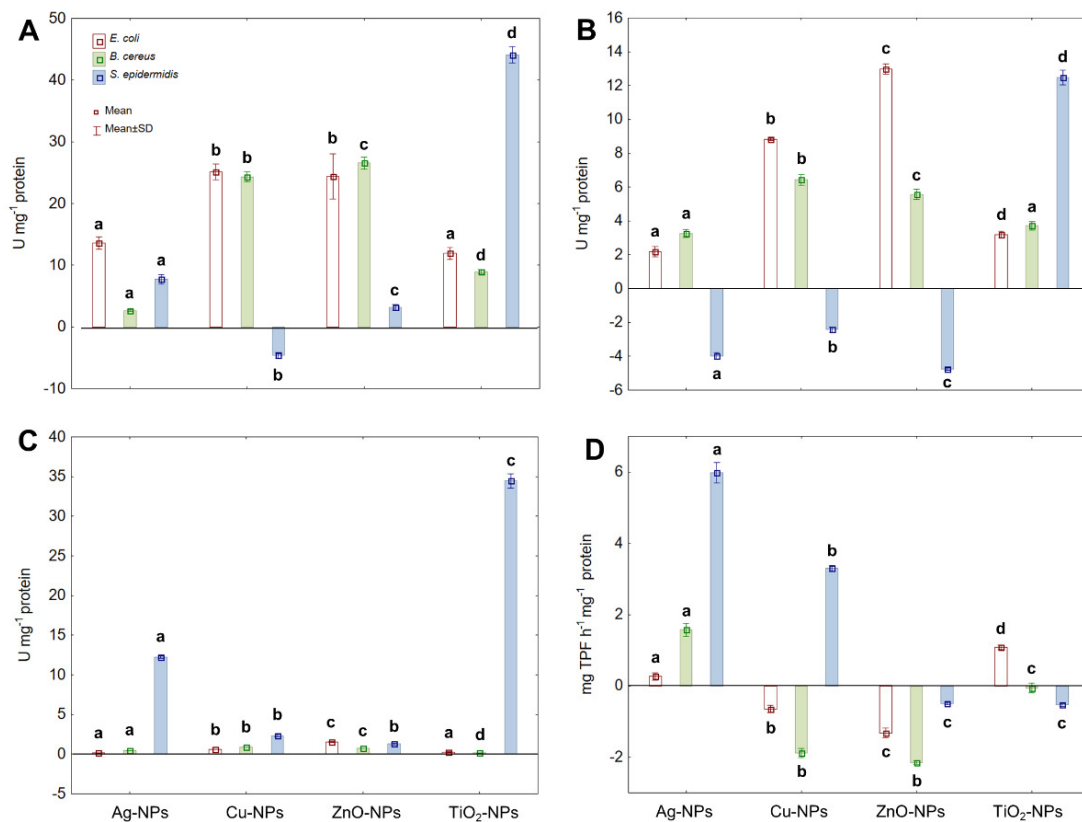 A
50
40
30
20
10
0
-10
U mg⁻¹ protein
E. coli
B. cereus
S. epidermidis
Mean
Mean±SD
a a a
b b b
b c c
a d d
B
16
14
12
10
8
6
4
2
0
-2
-4
-6
U mg⁻¹ protein
a a a
b b b
c c c
d a d
C
40
35
30
25
20
15
10
5
0
-5
U mg⁻¹ protein
a a a
b b b
c c b
a d c
Ag-NPs Cu-NPs ZnO-NPs TiO₂-NPs
D
6
4
2
0
-2
mg TPF h⁻¹ mg⁻¹ protein
a a a
b b b
c b c
d c c
Ag-NPs Cu-NPs ZnO-NPs TiO₂-NPs